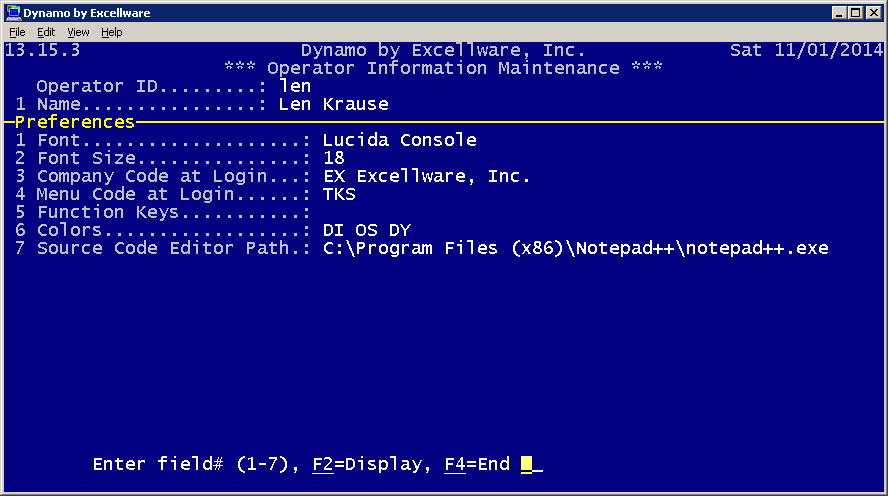 Dynamo by Excellware
File Edit View Help
13.15.3 Dynamo by Excellware, Inc. Sat 11/01/2014
*** Operator Information Maintenance ***
Operator ID.........: len
1 Name................: Len Krause
Preferences
1 Font....................: Lucida Console
2 Font Size...............: 18
3 Company Code at Login...: EX Excellware, Inc.
4 Menu Code at Login......: TKS
5 Function Keys...........:
6 Colors..................: DI OS DY
7 Source Code Editor Path.: C:\Program Files (x86)\Notepad++\notepad++.exe
Enter field# (1-7), F2=Display, F4=End